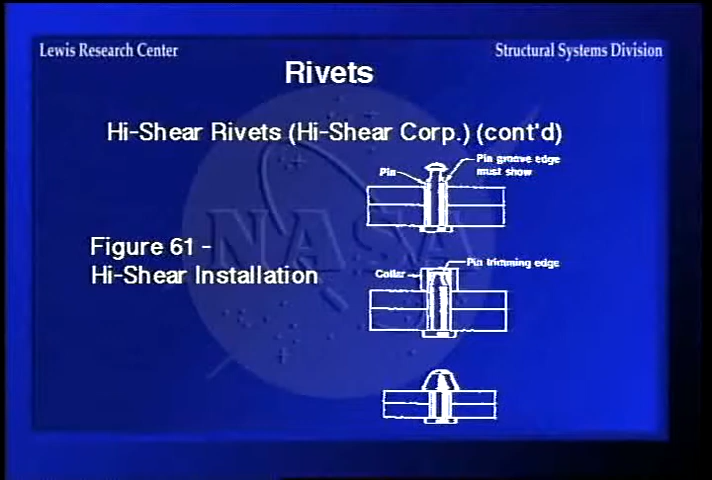 Lewis Research Center
Structural Systems Division
Rivets
Hi-Shear Rivets (Hi-Shear Corp.) (cont'd)
Pin
Pin groove edge
must show
Figure 61 -
Hi-Shear Installation
Collar
Pin trimming edge
NASA